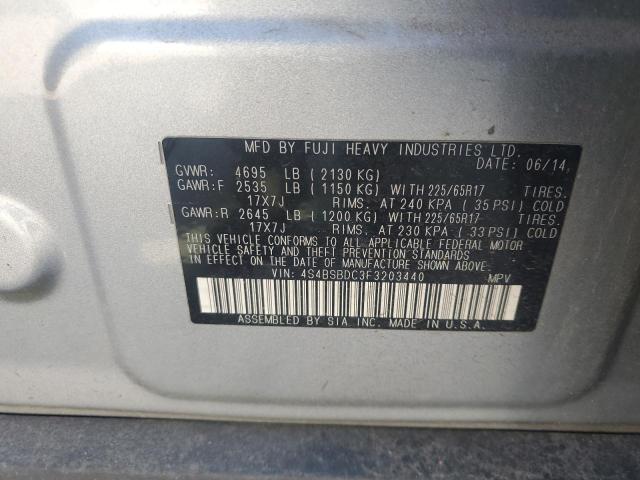 MFD BY FUJI HEAVY INDUSTRIES LTD.
DATE: 06/14
GVWR: 4695 LB ( 2130 KG)
GAWR:F 2535 LB ( 1150 KG) WITH 225/65R17 TIRES.
17X7J RIMS. AT 240 KPA ( 35 PSI) COLD
GAWR:R 2645 LB ( 1200 KG) WITH 225/65R17 TIRES.
17X7J RIMS. AT 230 KPA ( 33 PSI) COLD
THIS VEHICLE CONFORMS TO ALL APPLICABLE FEDERAL MOTOR
VEHICLE SAFETY AND THEFT PREVENTION STANDARDS
IN EFFECT ON THE DATE OF MANUFACTURE SHOWN ABOVE.
VIN: 4S4BSBDC3F3203440 MPV
ASSEMBLED BY SIA INC. MADE IN U.S.A.